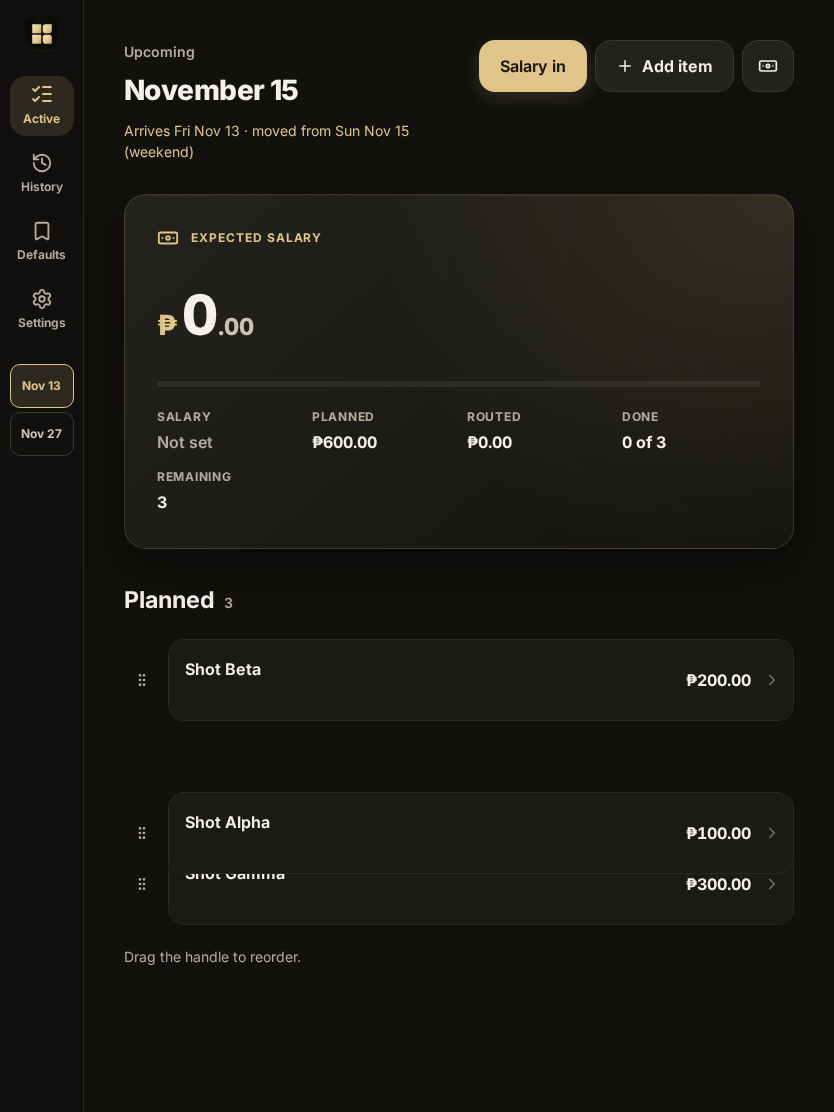 Upcoming
November 15
Arrives Fri Nov 13 · moved from Sun Nov 15
(weekend)
Salary in
Add item
Active
History
Defaults
Settings
Nov 13
Nov 27
EXPECTED SALARY
₱0.00
SALARY
Not set
PLANNED
₱600.00
ROUTED
₱0.00
DONE
0 of 3
REMAINING
3
Planned 3
Shot Beta
₱200.00
Shot Alpha
₱100.00
Shot Gamma
₱300.00
Drag the handle to reorder.